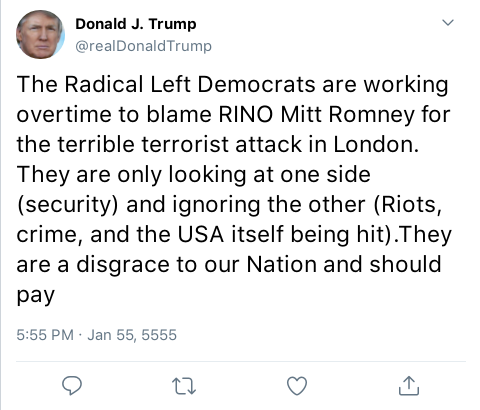 Donald J. Trump
@realDonaldTrump
The Radical Left Democrats are working
overtime to blame RINO Mitt Romney for
the terrible terrorist attack in London.
They are only looking at one side
(security) and ignoring the other (Riots,
crime, and the USA itself being hit).They
are a disgrace to our Nation and should
pay
5:55 PM · Jan 55, 5555